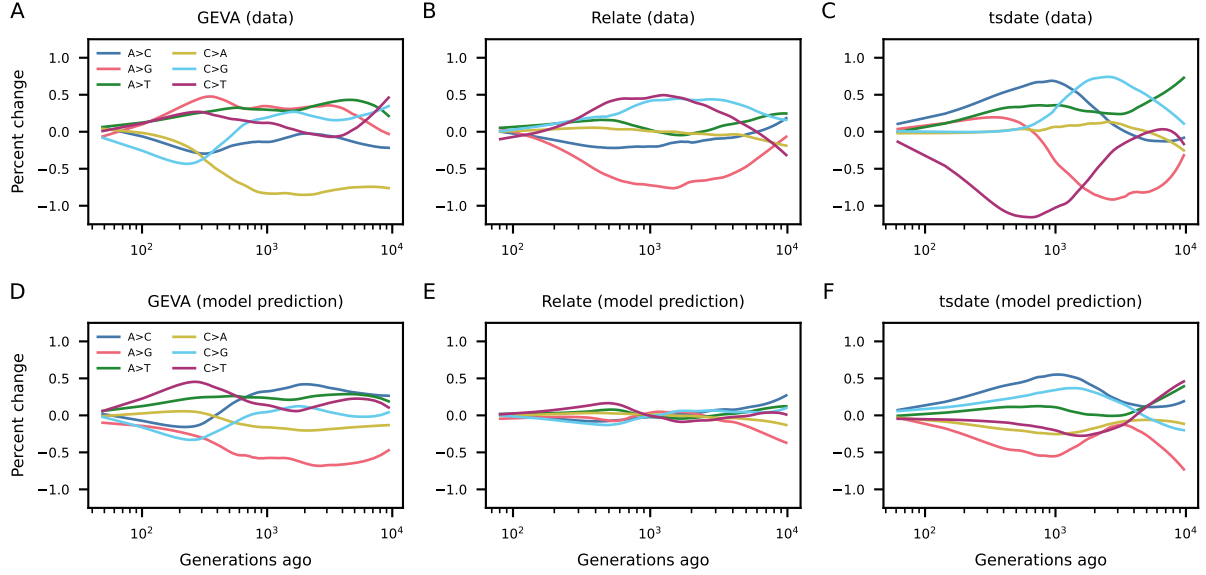 A
GEVA (data)
B
Relate (data)
C
tsdate (data)
Percent change
1.0
0.5
0.0
−0.5
−1.0
A>C
A>G
A>T
C>A
C>G
C>T
10²
10³
10⁴
1.0
0.5
0.0
−0.5
−1.0
10²
10³
10⁴
1.0
0.5
0.0
−0.5
−1.0
10²
10³
10⁴
D
GEVA (model prediction)
E
Relate (model prediction)
F
tsdate (model prediction)
Percent change
1.0
0.5
0.0
−0.5
−1.0
A>C
A>G
A>T
C>A
C>G
C>T
10²
10³
10⁴
Generations ago
1.0
0.5
0.0
−0.5
−1.0
10²
10³
10⁴
Generations ago
1.0
0.5
0.0
−0.5
−1.0
10²
10³
10⁴
Generations ago